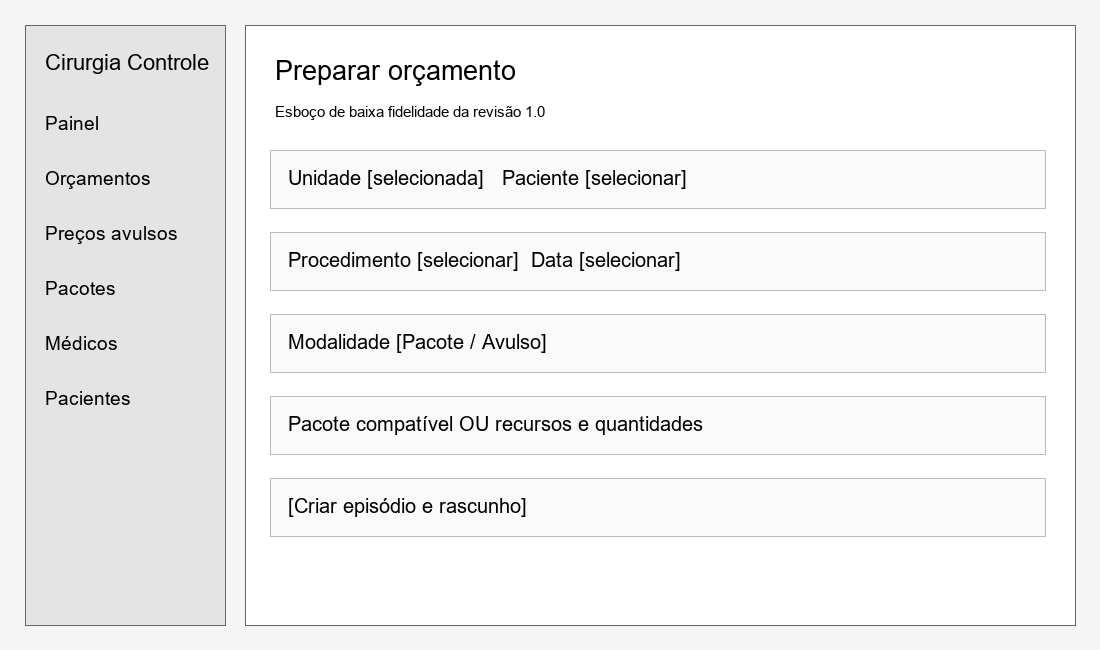 Cirurgia Controle
Painel
Orçamentos
Preços avulsos
Pacotes
Médicos
Pacientes
Preparar orçamento
Esboço de baixa fidelidade da revisão 1.0
Unidade [selecionada]   Paciente [selecionar]
Procedimento [selecionar]  Data [selecionar]
Modalidade [Pacote / Avulso]
Pacote compatível OU recursos e quantidades
[Criar episódio e rascunho]